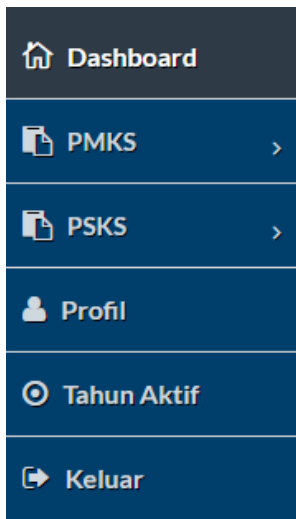 Dashboard
PMKS
PSKS
Profil
Tahun Aktif
Keluar